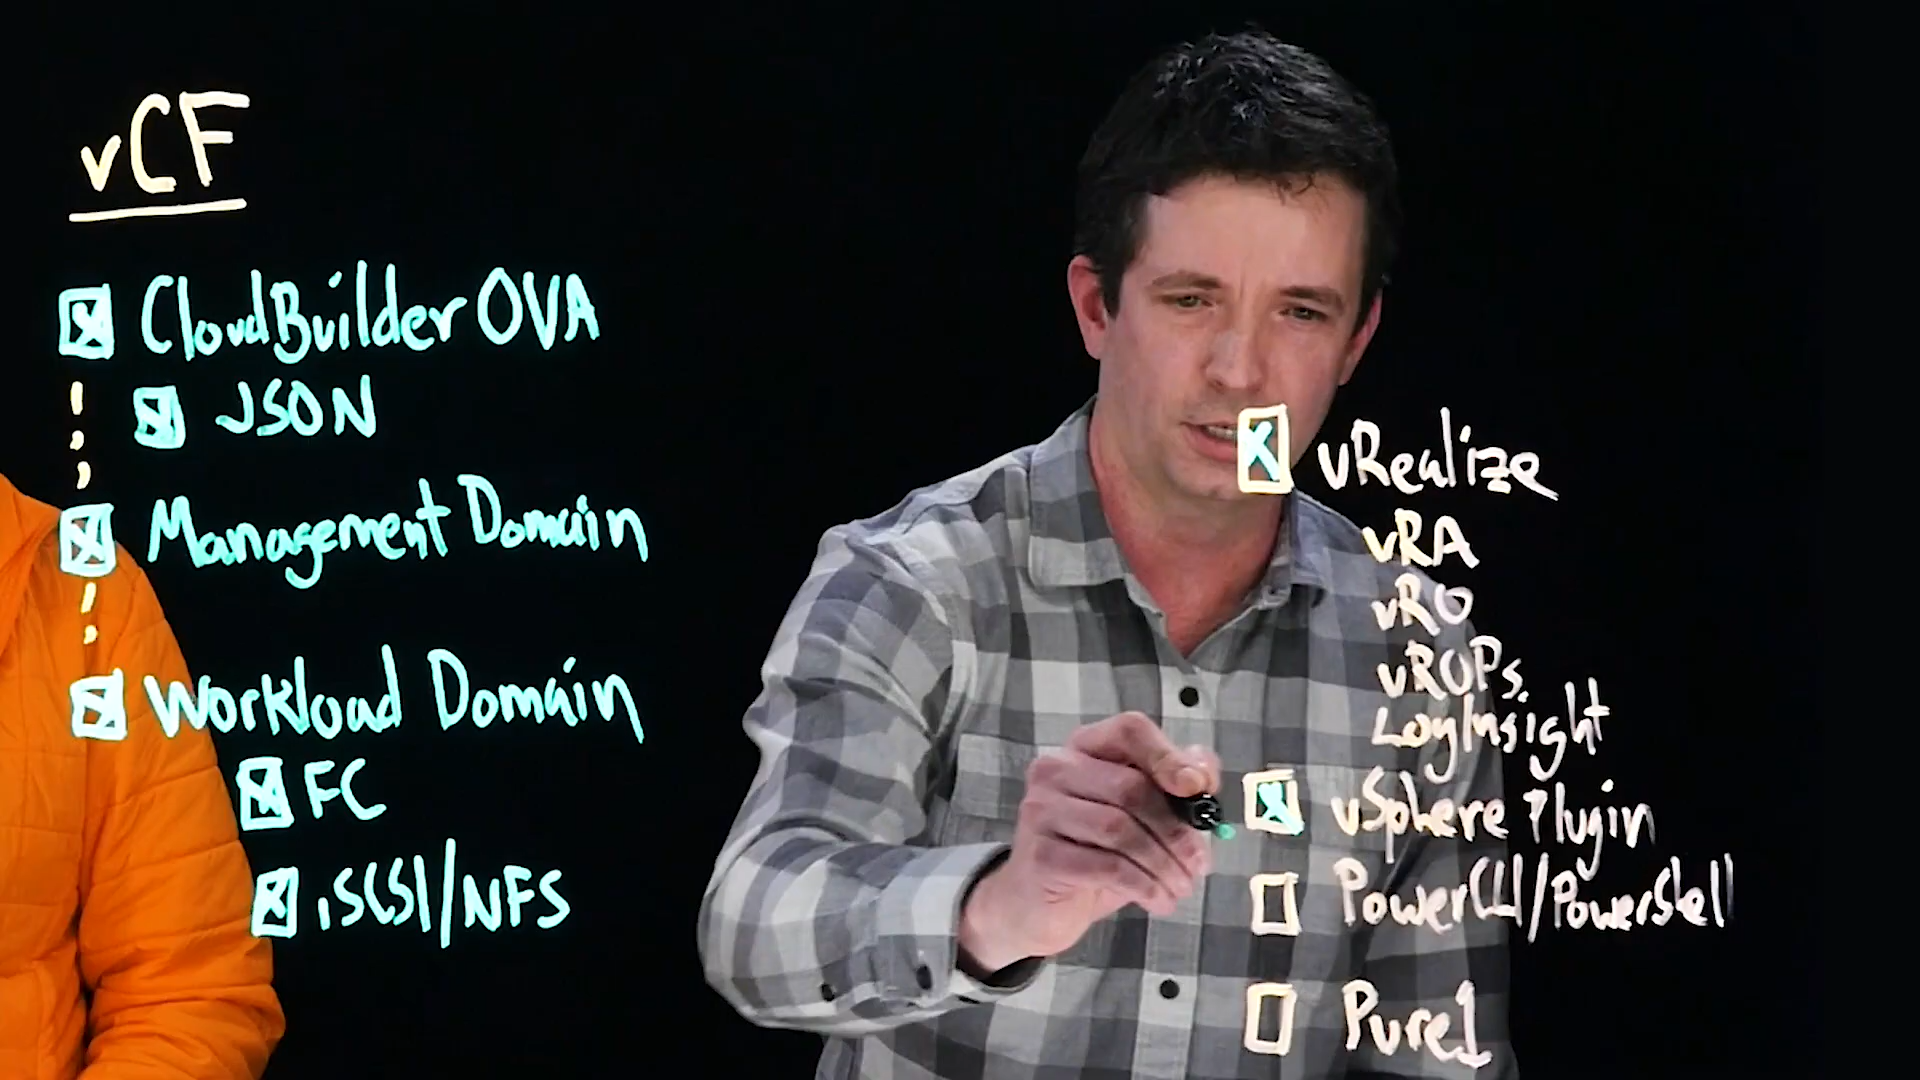 vCF
CloudBuilder OVA
JSON
Management Domain
Workload Domain
FC
iSCSI/NFS
vRealize
vRA
vRO
vROPs
LogInsight
vSphere Plugin
PowerCLI/PowerShell
Pure1